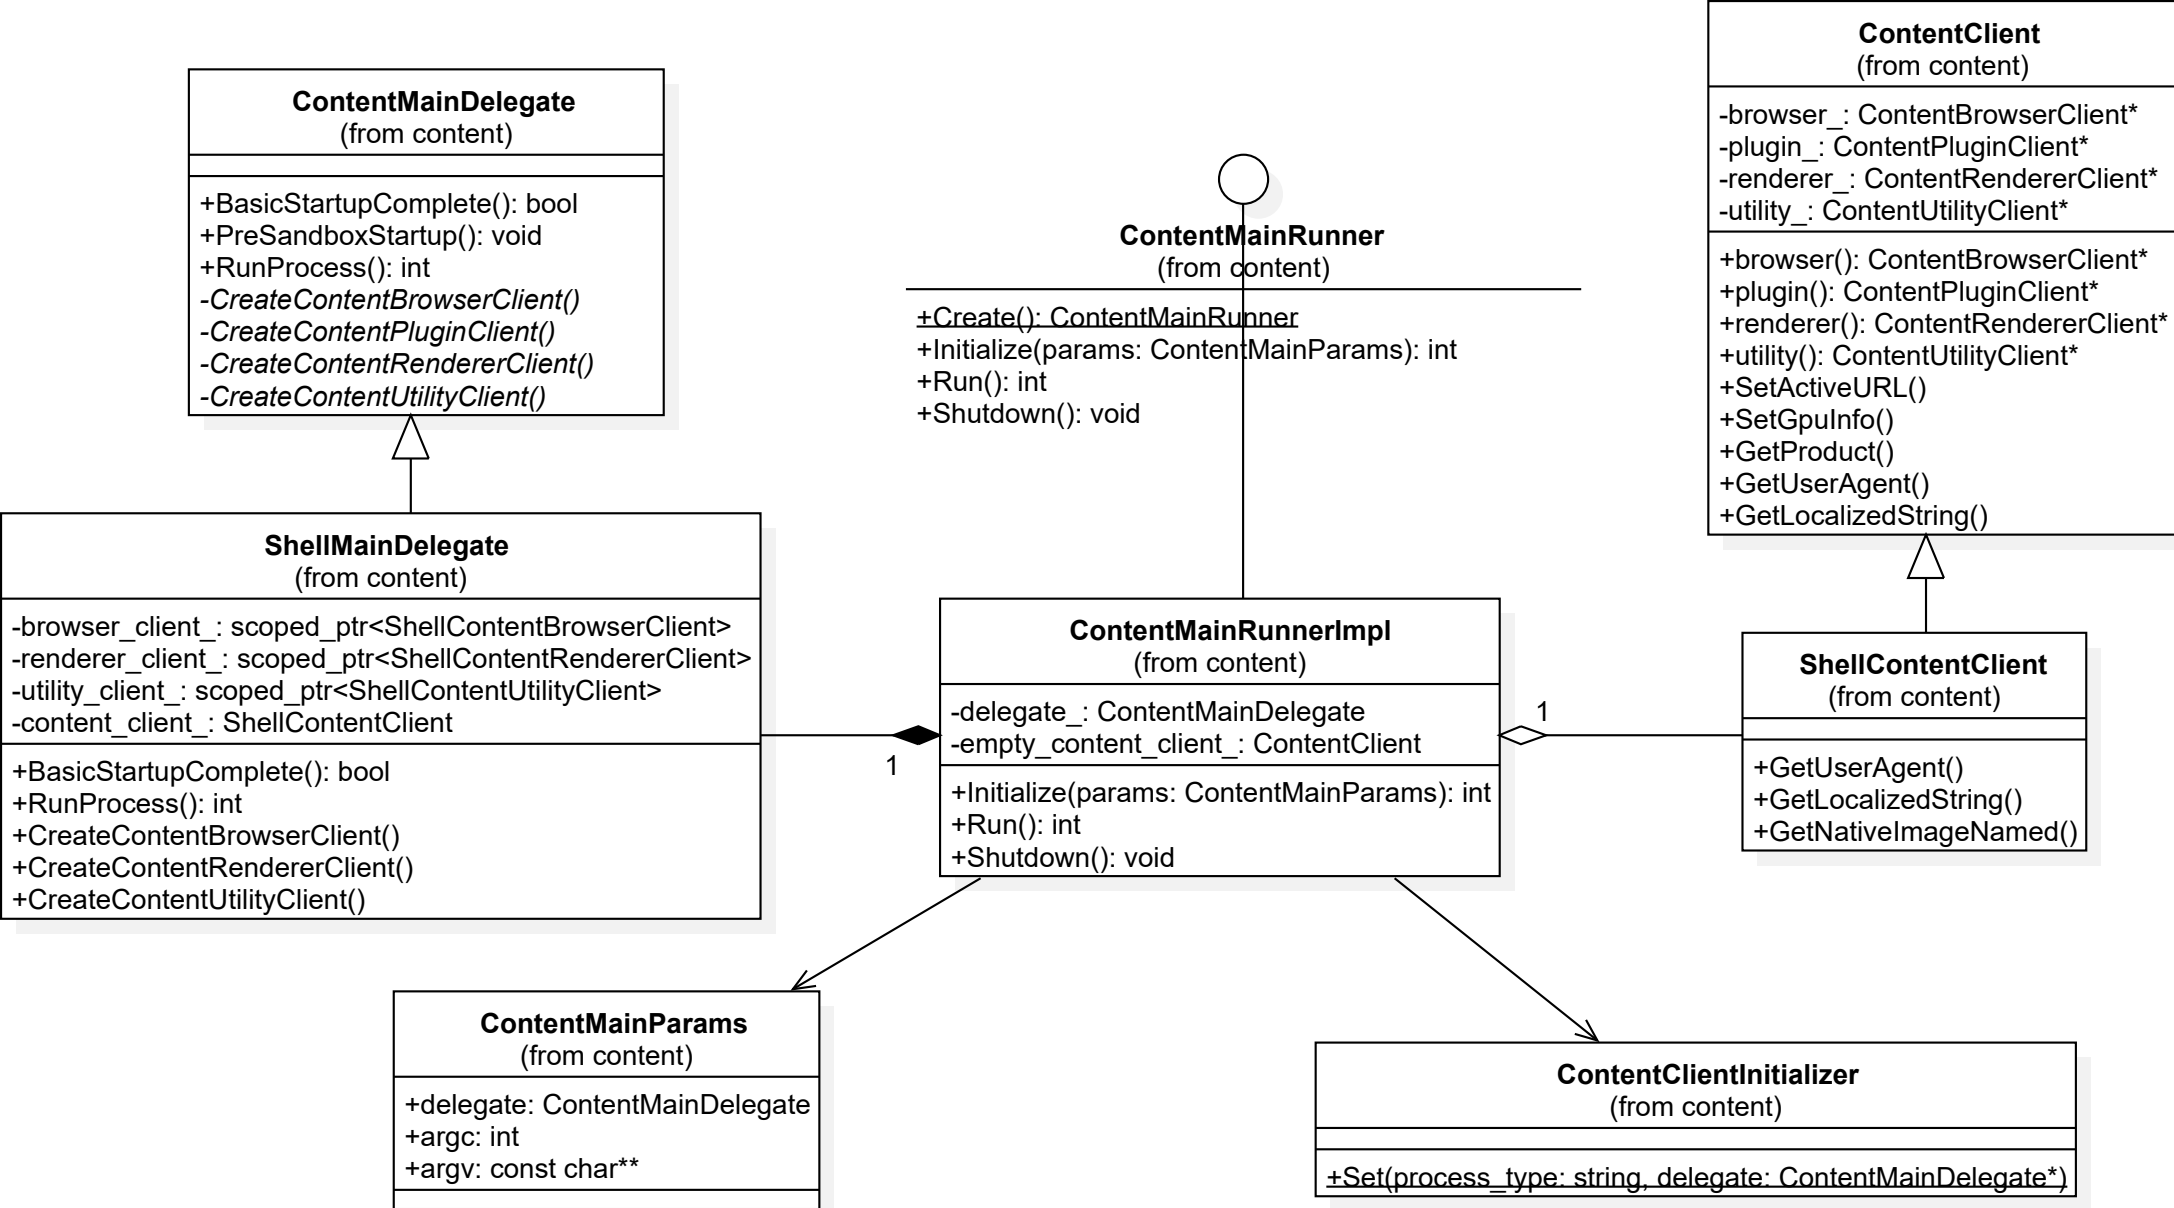 ContentMainDelegate
(from content)
+BasicStartupComplete(): bool
+PreSandboxStartup(): void
+RunProcess(): int
-CreateContentBrowserClient()
-CreateContentPluginClient()
-CreateContentRendererClient()
-CreateContentUtilityClient()
ContentMainRunner
(from content)
+Create(): ContentMainRunner
+Initialize(params: ContentMainParams): int
+Run(): int
+Shutdown(): void
ContentClient
(from content)
-browser_: ContentBrowserClient*
-plugin_: ContentPluginClient*
-renderer_: ContentRendererClient*
-utility_: ContentUtilityClient*
+browser(): ContentBrowserClient*
+plugin(): ContentPluginClient*
+renderer(): ContentRendererClient*
+utility(): ContentUtilityClient*
+SetActiveURL()
+SetGpuInfo()
+GetProduct()
+GetUserAgent()
+GetLocalizedString()
ShellMainDelegate
(from content)
-browser_client_: scoped_ptr<ShellContentBrowserClient>
-renderer_client_: scoped_ptr<ShellContentRendererClient>
-utility_client_: scoped_ptr<ShellContentUtilityClient>
-content_client_: ShellContentClient
+BasicStartupComplete(): bool
+RunProcess(): int
+CreateContentBrowserClient()
+CreateContentRendererClient()
+CreateContentUtilityClient()
1
ContentMainRunnerImpl
(from content)
-delegate_: ContentMainDelegate
-empty_content_client_: ContentClient
+Initialize(params: ContentMainParams): int
+Run(): int
+Shutdown(): void
1
ShellContentClient
(from content)
+GetUserAgent()
+GetLocalizedString()
+GetNativeImageNamed()
ContentMainParams
(from content)
+delegate: ContentMainDelegate
+argc: int
+argv: const char**
ContentClientInitializer
(from content)
+Set(process_type: string, delegate: ContentMainDelegate*)